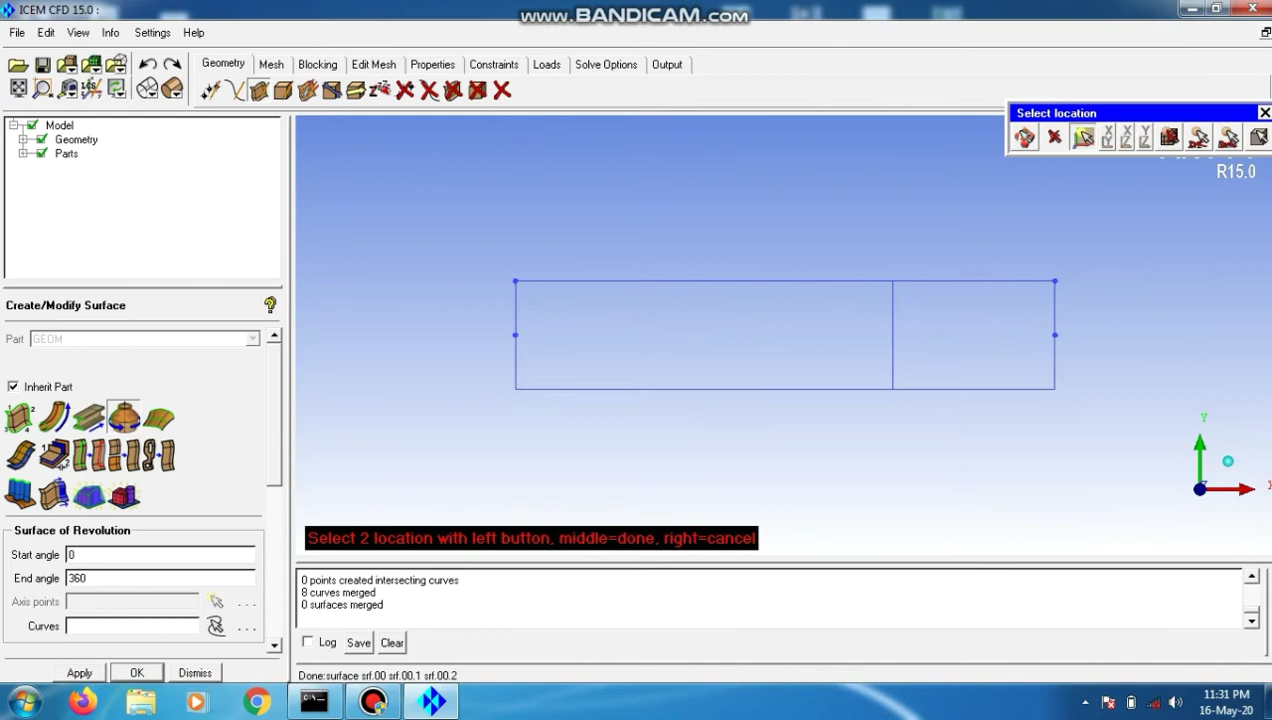 ICEM CFD 15.0 :
www.BANDICAM.com
File Edit View Info Settings Help
Geometry Mesh Blocking Edit Mesh Properties Constraints Loads Solve Options Output
Select location
R15.0
Model
Geometry
Parts
Create/Modify Surface
Part GEOM
Inherit Part
Surface of Revolution
Start angle 0
End angle 360
Axis points
Curves
Apply OK Dismiss
Y
X
Select 2 location with left button, middle=done, right=cancel
0 points created intersecting curves
8 curves merged
0 surfaces merged
Log Save Clear
Done:surface srf.00 srf.00.1 srf.00.2
11:31 PM
16-May-20